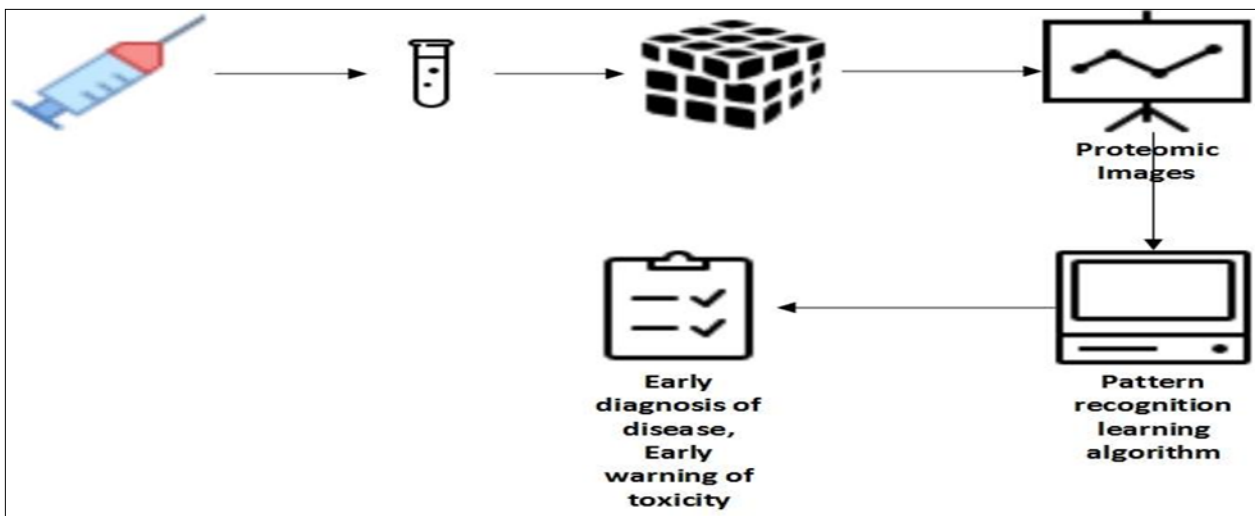 Proteomic
Images
Early
diagnosis of
disease,
Early
warning of
toxicity
Pattern
recognition
learning
algorithm